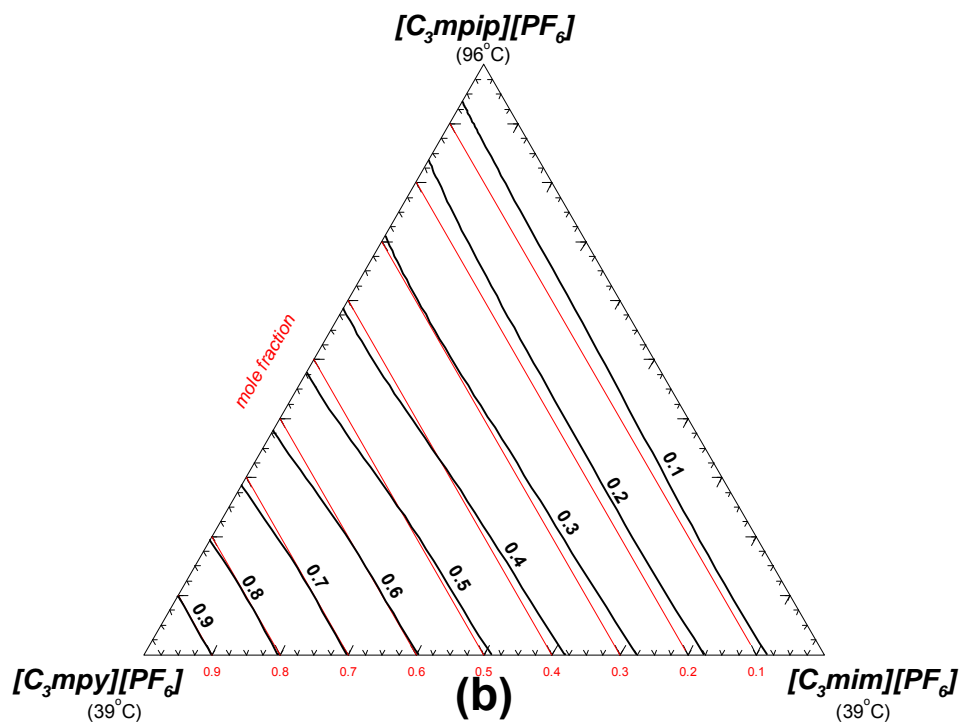 [C₃mpip][PF₆]
(96°C)
mole fraction
0.1
0.2
0.3
0.4
0.5
0.6
0.7
0.8
0.9
0.9 0.8 0.7 0.6 0.5 0.4 0.3 0.2 0.1
[C₃mpy][PF₆] (b) [C₃mim][PF₆]
(39°C) (39°C)